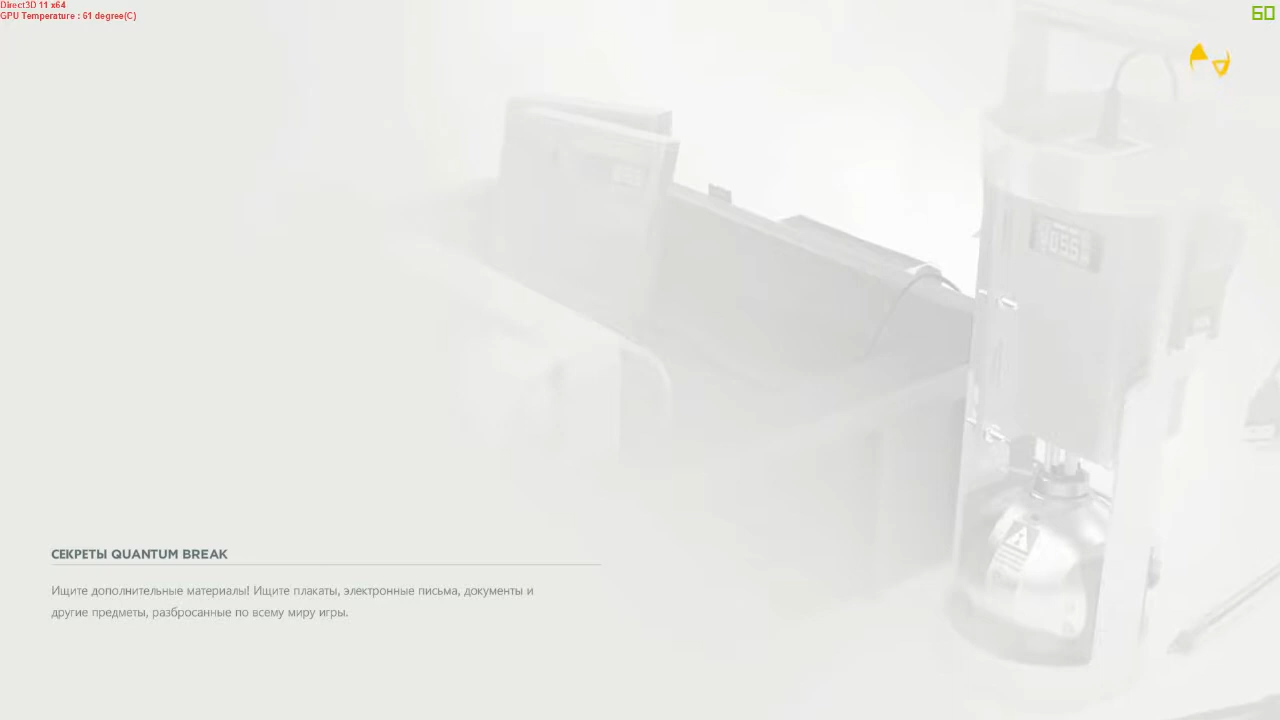 Direct3D 11 x64
GPU Temperature : 61 degree(C)
60
СЕКРЕТЫ QUANTUM BREAK
Ищите дополнительные материалы! Ищите плакаты, электронные письма, документы и
другие предметы, разбросанные по всему миру игры.